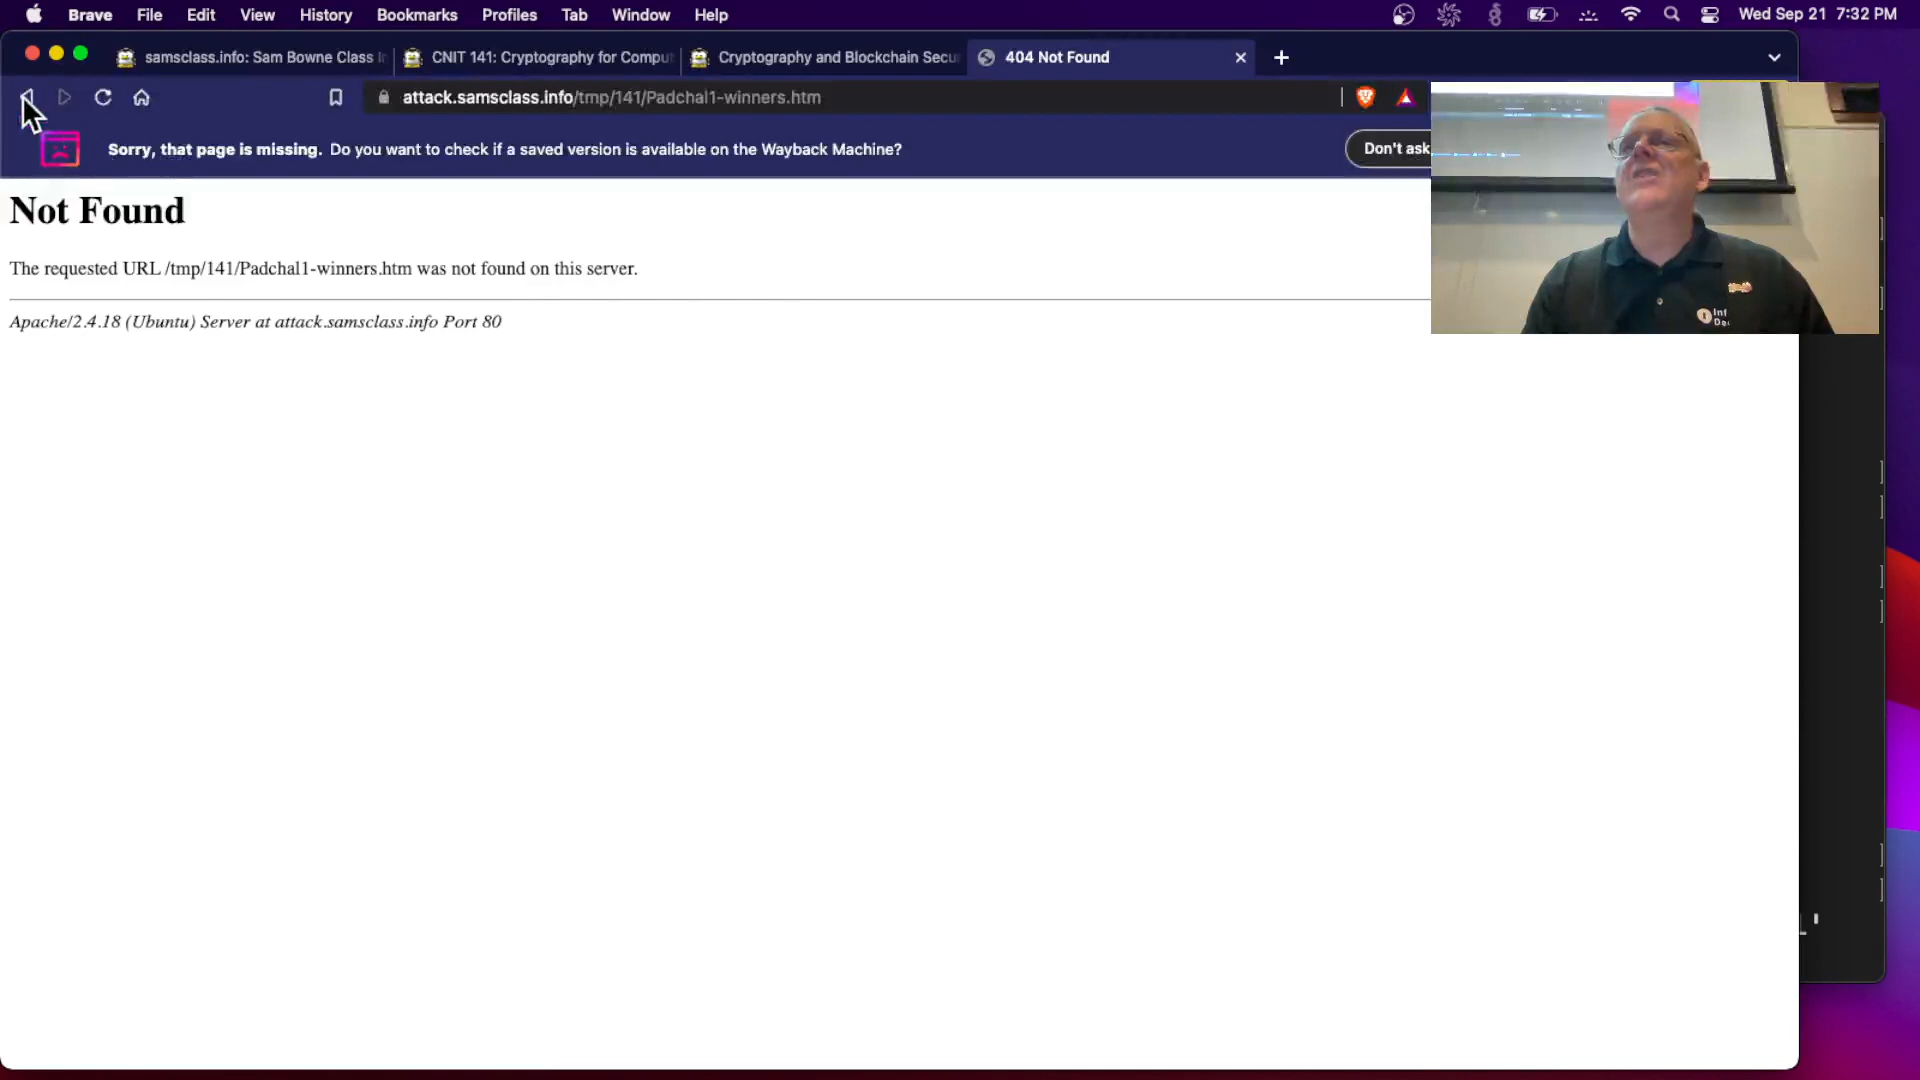 Brave File Edit View History Bookmarks Profiles Tab Window Help Wed Sep 21 7:32 PM
samsclass.info: Sam Bowne Class In CNIT 141: Cryptography for Comput Cryptography and Blockchain Secu 404 Not Found
attack.samsclass.info/tmp/141/Padchal1-winners.htm
Sorry, that page is missing. Do you want to check if a saved version is available on the Wayback Machine? Don't ask
Not Found
The requested URL /tmp/141/Padchal1-winners.htm was not found on this server.
Apache/2.4.18 (Ubuntu) Server at attack.samsclass.info Port 80